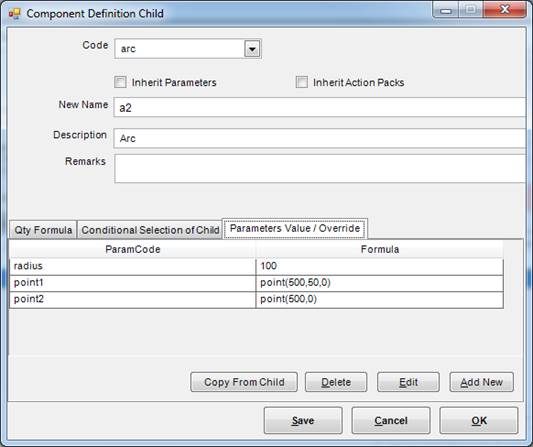 Component Definition Child
Code arc
Inherit Parameters Inherit Action Packs
New Name a2
Description Arc
Remarks
Qty Formula Conditional Selection of Child Parameters Value / Override
ParamCode Formula
radius 100
point1 point(500,50,0)
point2 point(500,0)
Copy From Child Delete Edit Add New
Save Cancel OK